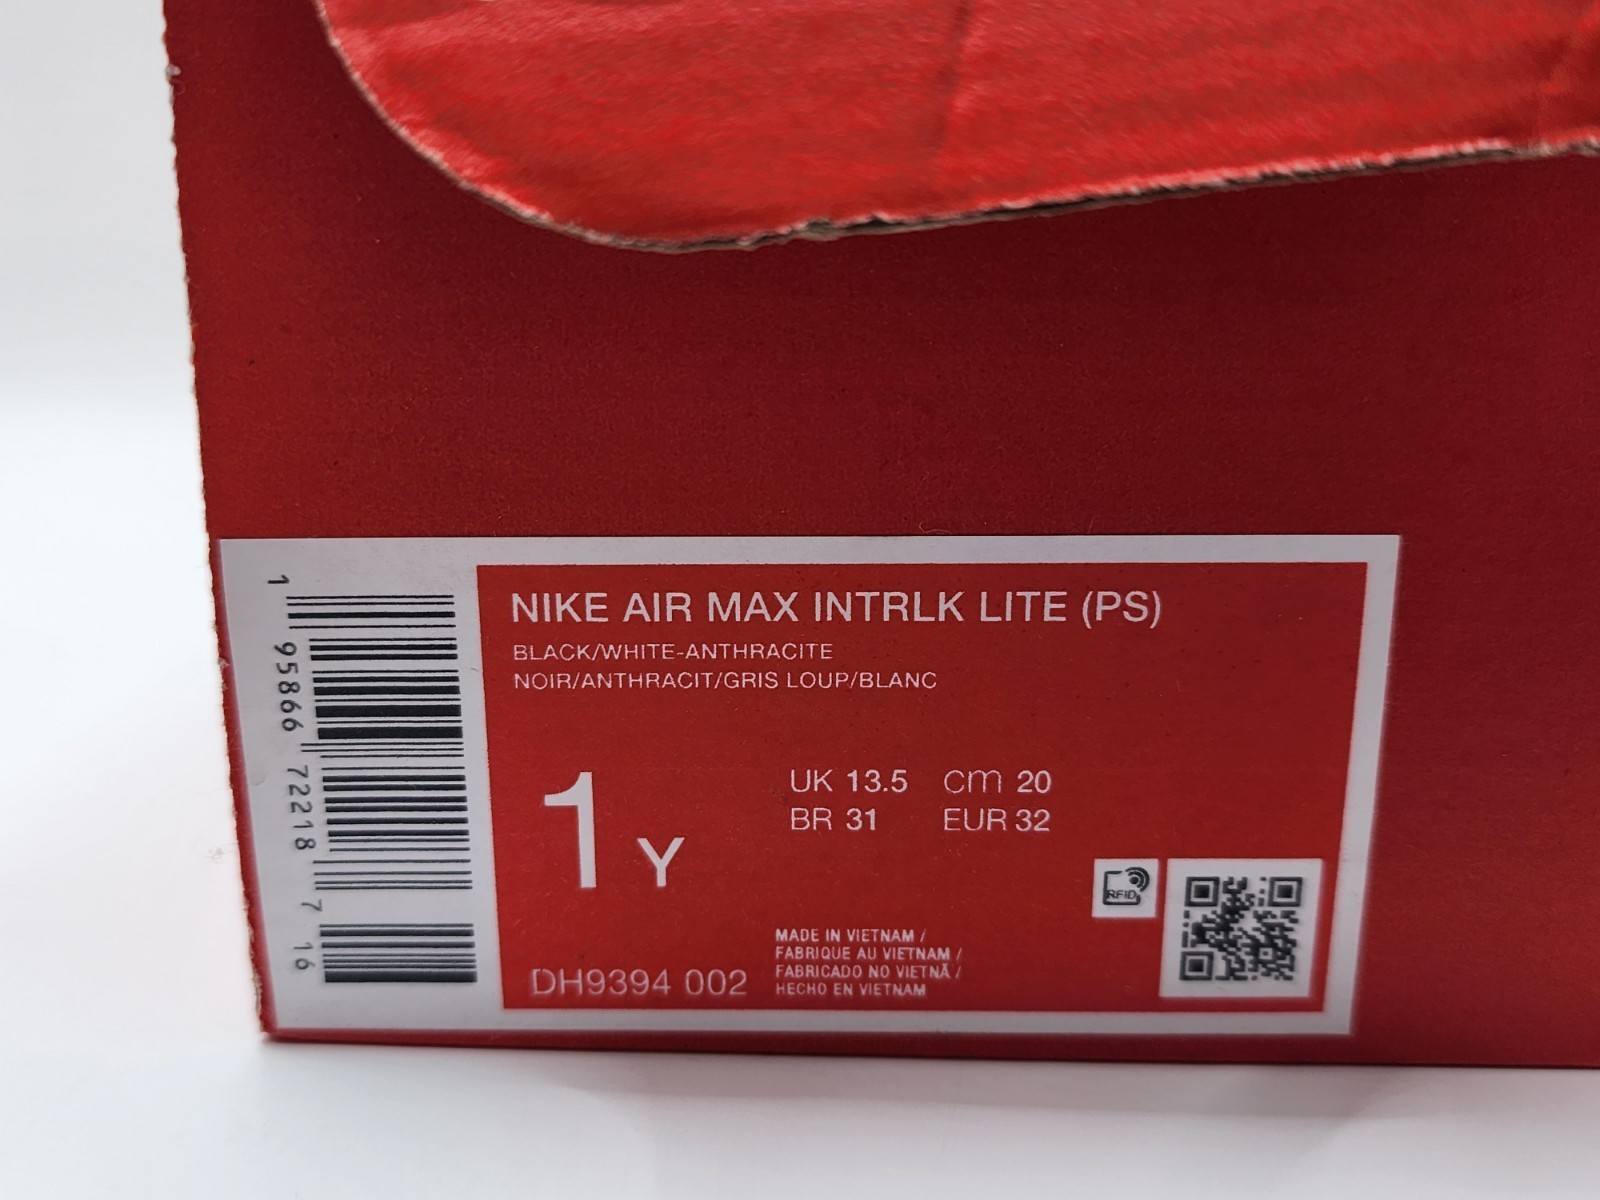 NIKE AIR MAX INTRLK LITE (PS)
BLACK/WHITE-ANTHRACITE
NOIR/ANTHRACIT/GRIS LOUP/BLANC
1 Y
UK 13.5 cm 20
BR 31 EUR 32
RFID
DH9394 002
MADE IN VIETNAM /
FABRIQUE AU VIETNAM /
FABRICADO NO VIETNÃ /
HECHO EN VIETNAM
1 95866 72218 7 16